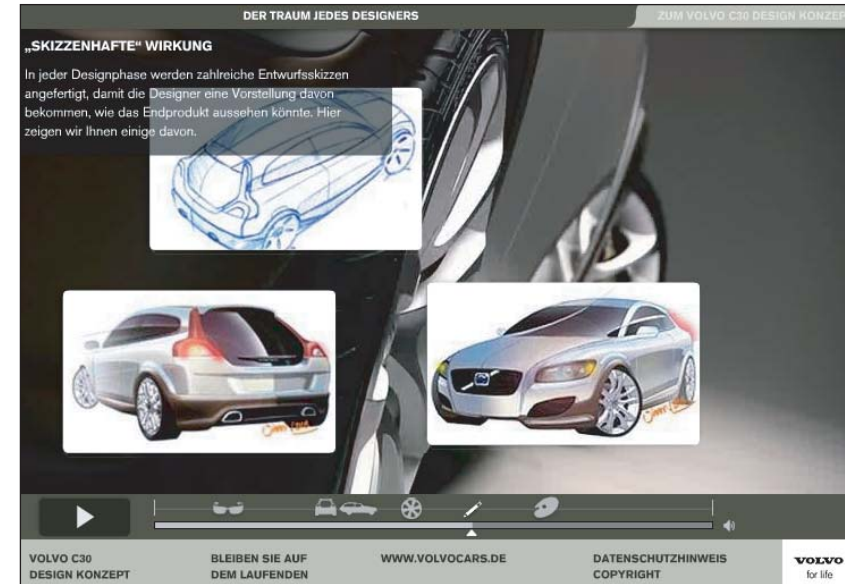 DER TRAUM JEDES DESIGNERS
ZUM VOLVO C30 DESIGN KONZEP
„SKIZZENHAFTE“ WIRKUNG
In jeder Designphase werden zahlreiche Entwurfsskizzen
angefertigt, damit die Designer eine Vorstellung davon
bekommen, wie das Endprodukt aussehen könnte. Hier
zeigen wir Ihnen einige davon.
VOLVO C30
DESIGN KONZEPT
BLEIBEN SIE AUF
DEM LAUFENDEN
WWW.VOLVOCARS.DE
DATENSCHUTZHINWEIS
COPYRIGHT
VOLVO
for life